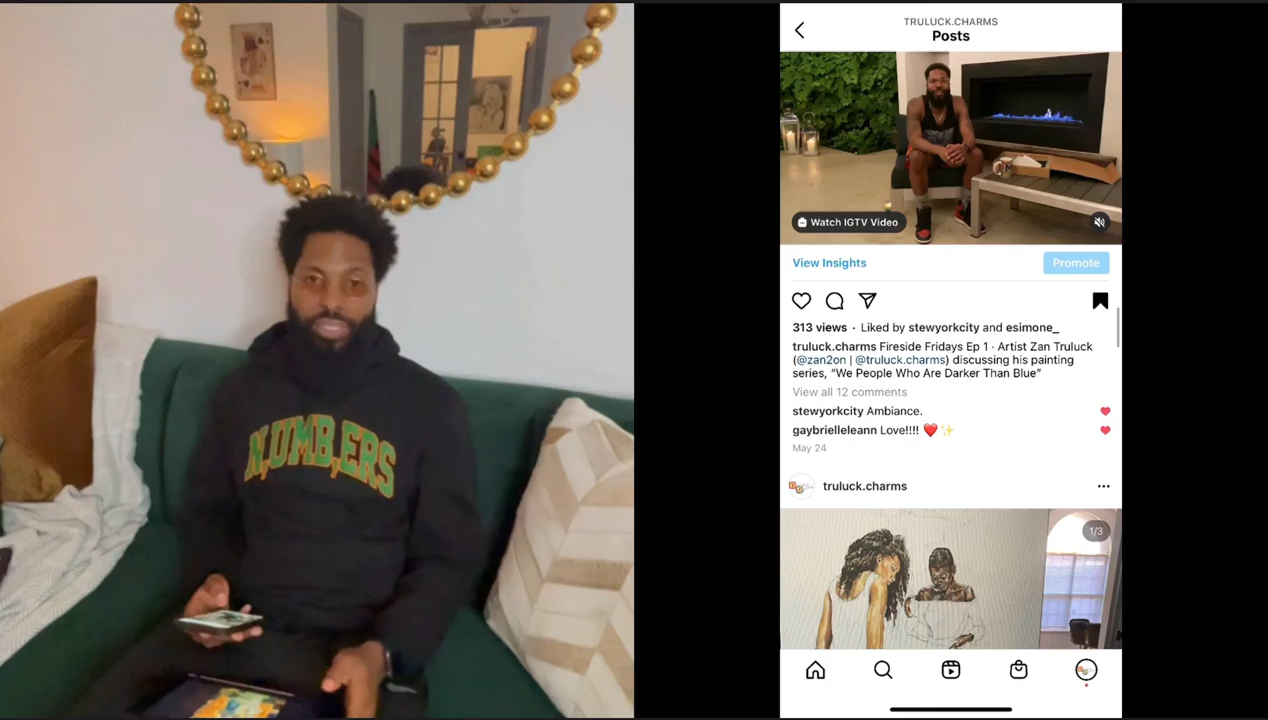 N,UMB,ERS
TRULUCK.CHARMS
Posts
Watch IGTV Video
View Insights
Promote
313 views · Liked by stewyorkcity and esimone_
truluck.charms Fireside Fridays Ep 1 · Artist Zan Truluck
(@zan2on | @truluck.charms) discussing his painting
series, “We People Who Are Darker Than Blue”
View all 12 comments
stewyorkcity Ambiance.
gaybrielleleann Love!!!! ❤️✨
May 24
truluck.charms
1/3